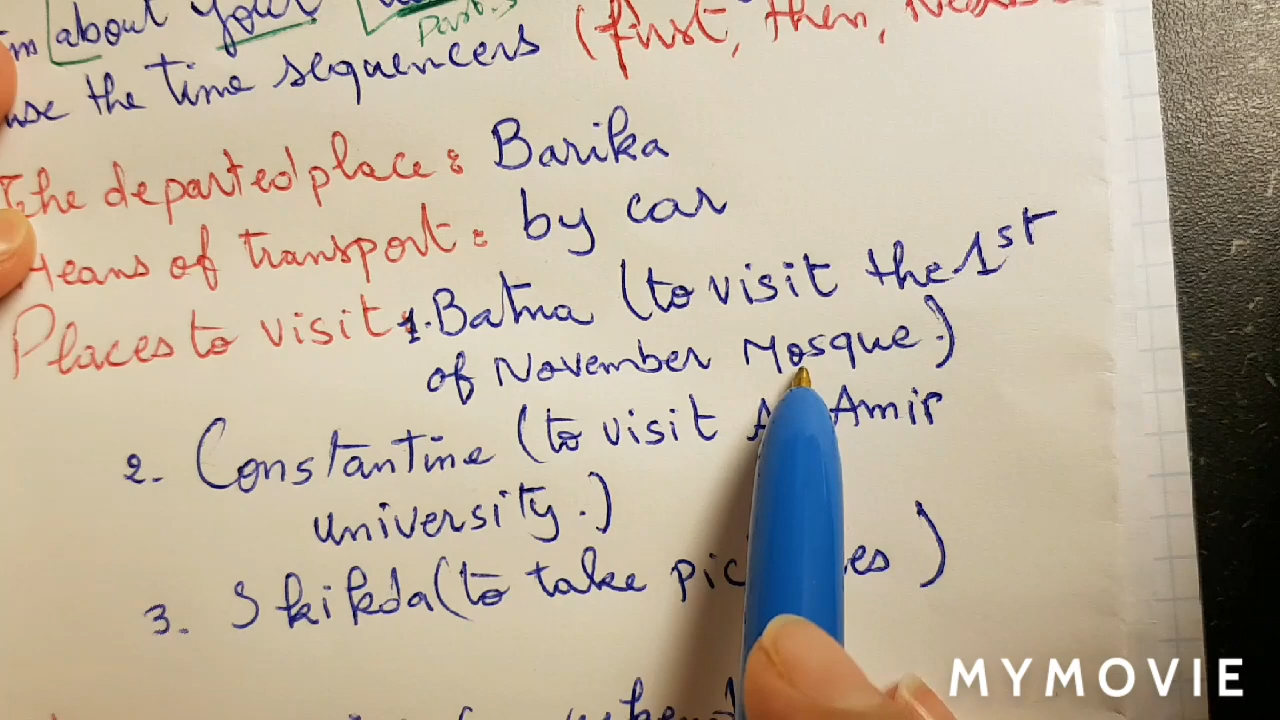 about your
Part.s
use the time sequencers (first, then, Next
The departed place : Barika
Means of transport : by car
Places to visit : 1. Batna (to visit the 1st
of November Mosque.)
2. Constantine (to visit Amir
university.)
3. Skikda (to take )
MYMOVIE